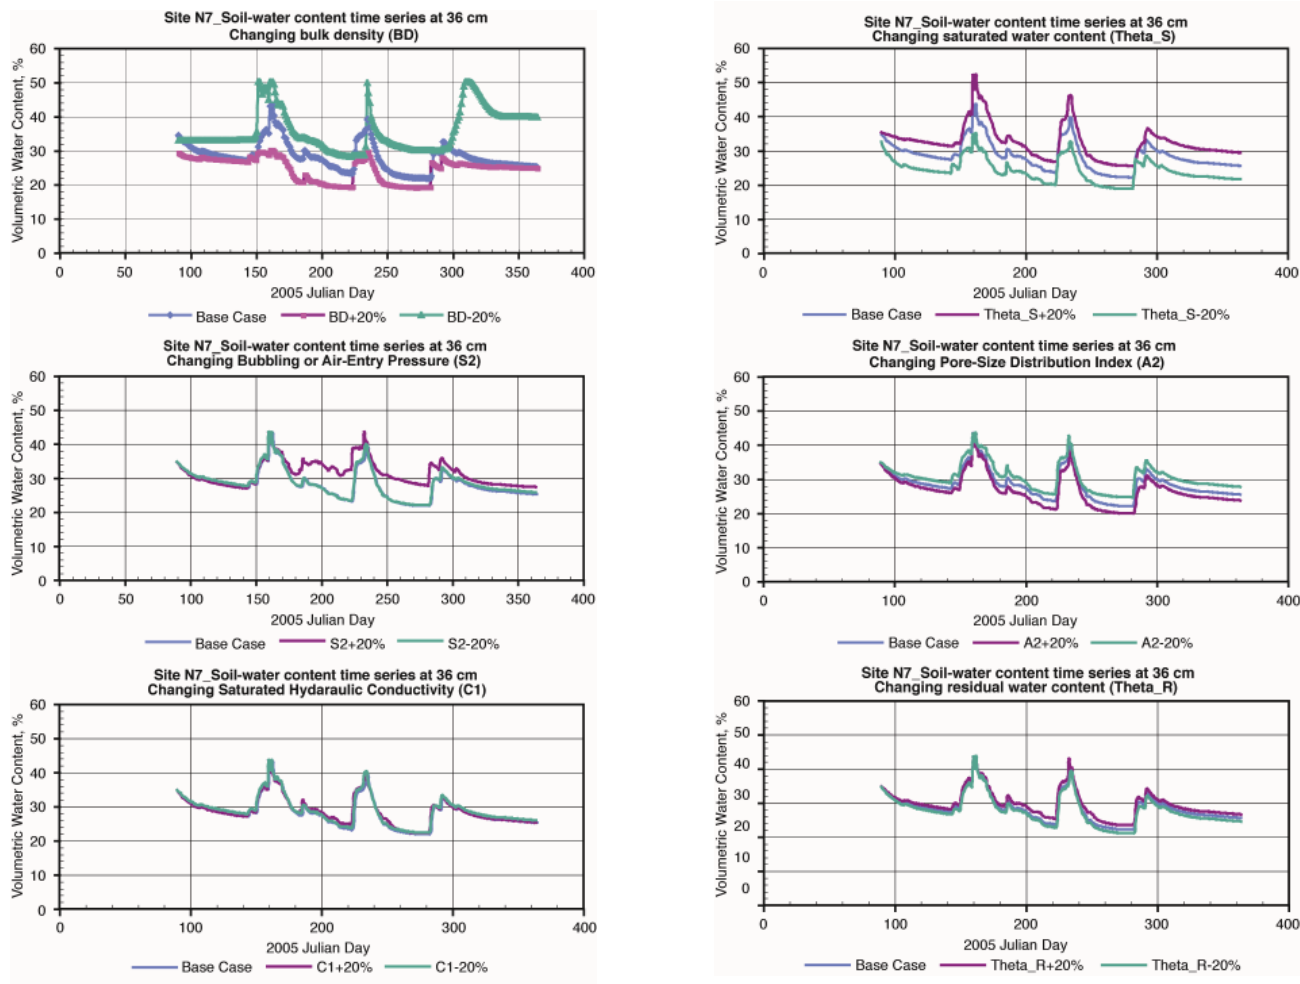 Site N7_Soil-water content time series at 36 cm
Changing bulk density (BD)
Volumetric Water Content, %
60
50
40
30
20
10
0
0 50 100 150 200 250 300 350 400
2005 Julian Day
Base Case BD+20% BD-20%
Site N7_Soil-water content time series at 36 cm
Changing saturated water content (Theta_S)
Volumetric Water Content, %
60
50
40
30
20
10
0
0 100 200 300 400
2005 Julian Day
Base Case Theta_S+20% Theta_S-20%
Site N7_Soil-water content time series at 36 cm
Changing Bubbling or Air-Entry Pressure (S2)
Volumetric Water Content, %
60
50
40
30
20
10
0
0 50 100 150 200 250 300 350 400
2005 Julian Day
Base Case S2+20% S2-20%
Site N7_Soil-water content time series at 36 cm
Changing Pore-Size Distribution Index (A2)
Volumetric Water Content, %
60
50
40
30
20
10
0
0 100 200 300 400
2005 Julian Day
Base Case A2+20% A2-20%
Site N7_Soil-water content time series at 36 cm
Changing Saturated Hydaraulic Conductivity (C1)
Volumetric Water Content, %
60
50
40
30
20
10
0
0 100 200 300 400
2005 Julian Day
Base Case C1+20% C1-20%
Site N7_Soil-water content time series at 36 cm
Changing residual water content (Theta_R)
Volumetric Water Content, %
60
50
40
30
20
10
0
0 100 200 300 400
2005 Julian Day
Base Case Theta_R+20% Theta_R-20%